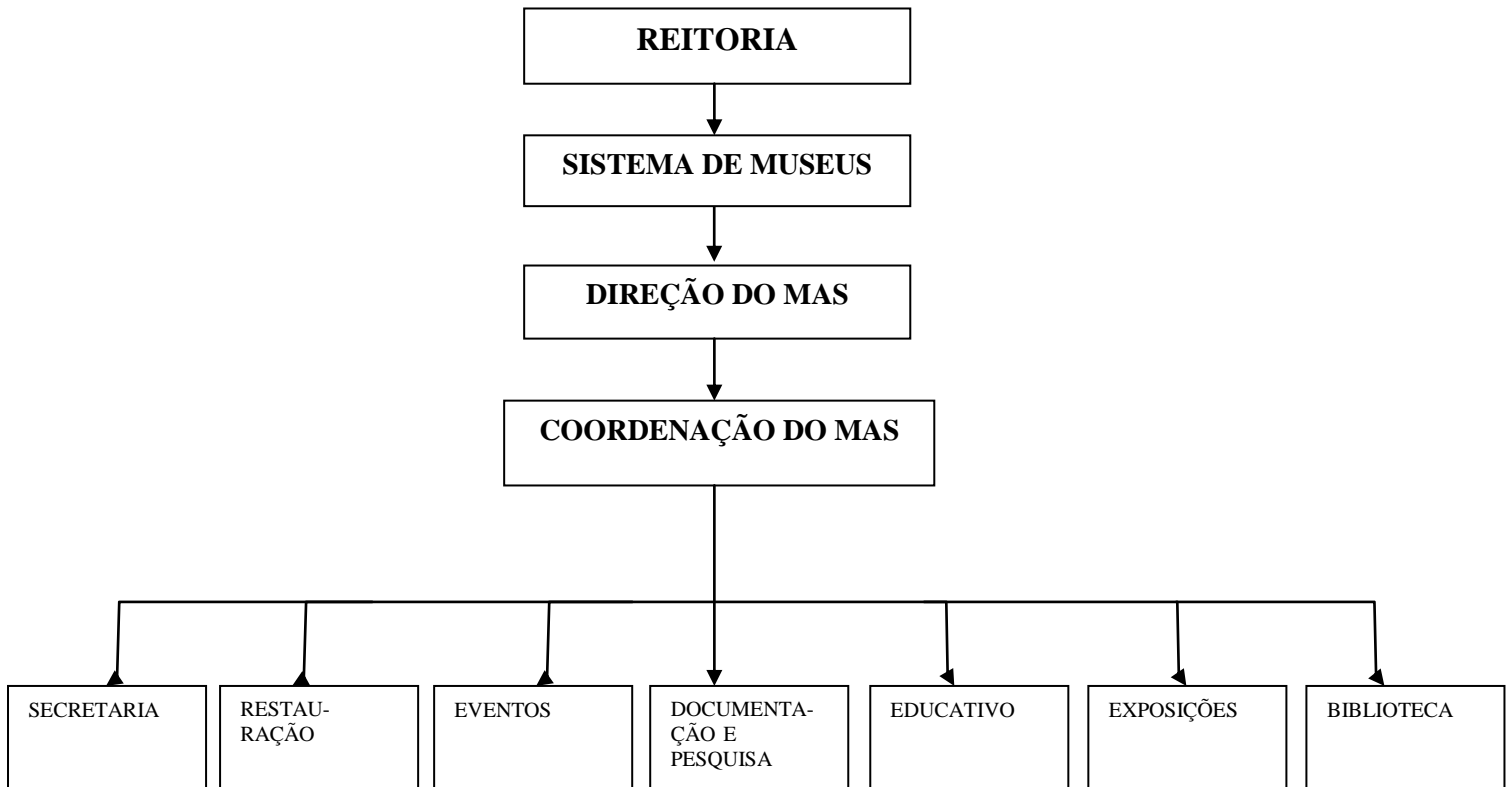 REITORIA
SISTEMA DE MUSEUS
DIREÇÃO DO MAS
COORDENAÇÃO DO MAS
SECRETARIA
RESTAU-
RAÇÃO
EVENTOS
DOCUMENTA-
ÇÃO E
PESQUISA
EDUCATIVO
EXPOSIÇÕES
BIBLIOTECA